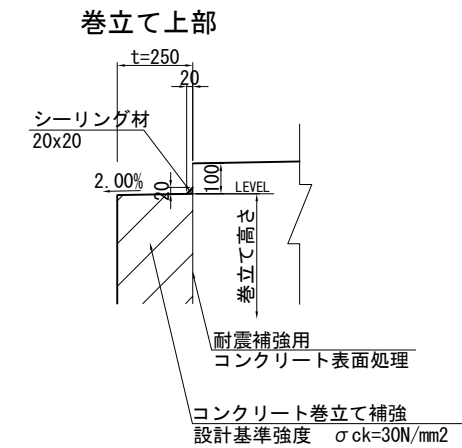 巻立て上部
t=250
20
シーリング材
20x20
2.00%
20
100
LEVEL
巻立て高さ
耐震補強用
コンクリート表面処理
コンクリート巻立て補強
設計基準強度 σck=30N/mm2